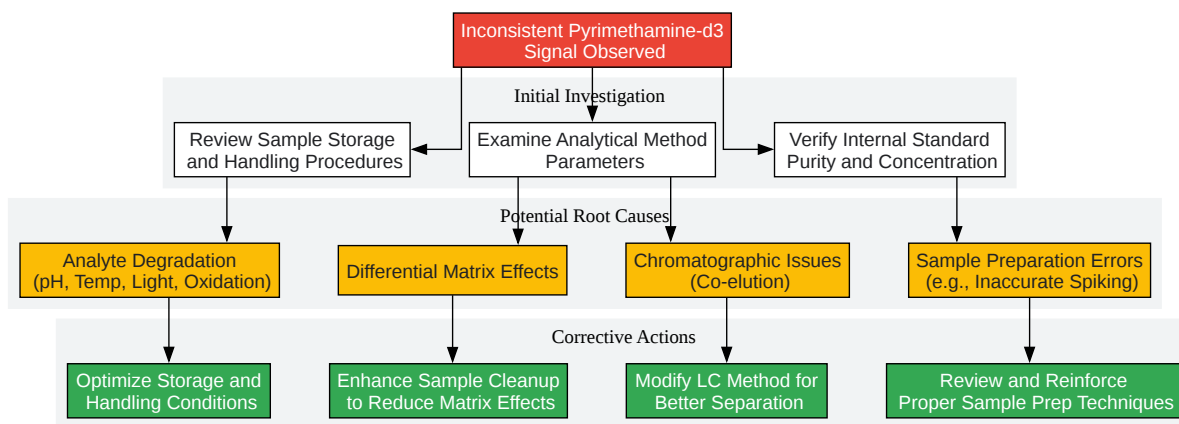 Inconsistent Pyrimethamine-d3
Signal Observed
Initial Investigation
Review Sample Storage
and Handling Procedures
Examine Analytical Method
Parameters
Verify Internal Standard
Purity and Concentration
Potential Root Causes
Analyte Degradation
(pH, Temp, Light, Oxidation)
Differential Matrix Effects
Chromatographic Issues
(Co-elution)
Sample Preparation Errors
(e.g., Inaccurate Spiking)
Corrective Actions
Optimize Storage and
Handling Conditions
Enhance Sample Cleanup
to Reduce Matrix Effects
Modify LC Method for
Better Separation
Review and Reinforce
Proper Sample Prep Techniques